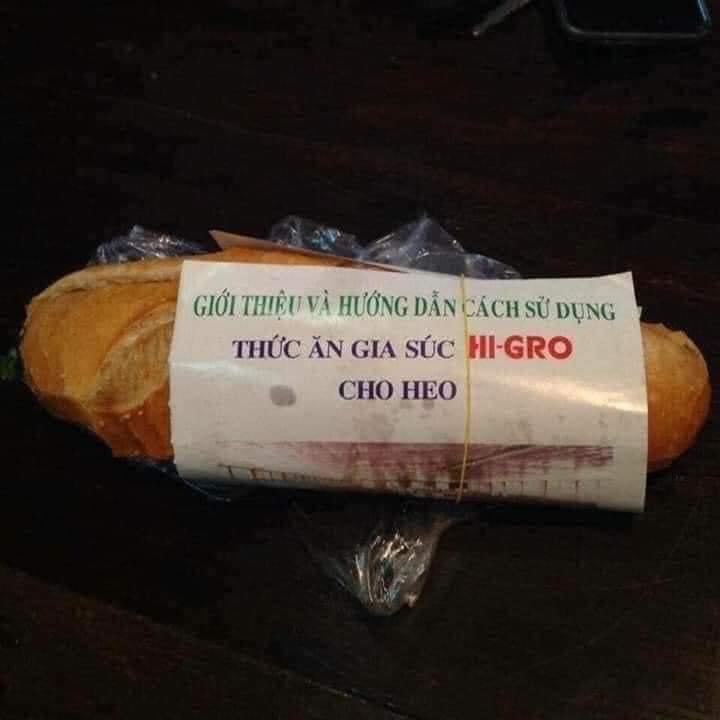 GIỚI THIỆU VÀ HƯỚNG DẪN CÁCH SỬ DỤNG
THỨC ĂN GIA SÚC HI-GRO
CHO HEO